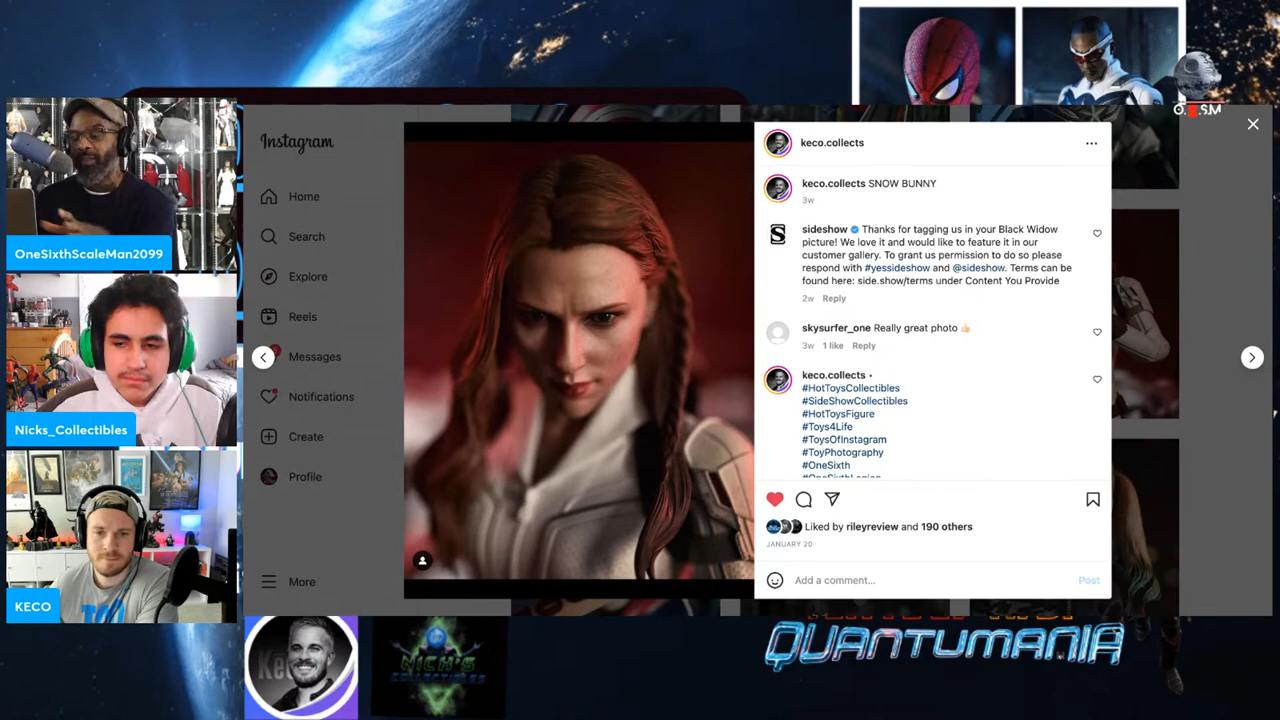 O.SM
Instagram
Home
Search
Explore
Reels
Messages
Notifications
Create
Profile
More
keco.collects
keco.collects SNOW BUNNY
3w
sideshow Thanks for tagging us in your Black Widow
picture! We love it and would like to feature it in our
customer gallery. To grant us permission to do so please
respond with #yessideshow and @sideshow. Terms can be
found here: side.show/terms under Content You Provide
2w Reply
skysurfer_one Really great photo 👍🏻
3w 1 like Reply
keco.collects •
#HotToysCollectibles
#SideShowCollectibles
#HotToysFigure
#Toys4Life
#ToysOfInstagram
#ToyPhotography
#OneSixth
#OneSixthLegion
Liked by rileyreview and 190 others
JANUARY 20
Add a comment...
Post
OneSixthScaleMan2099
Nicks_Collectibles
KECO
Ke
NICK'S
COLLECTIBLES
QUANTUMANIA